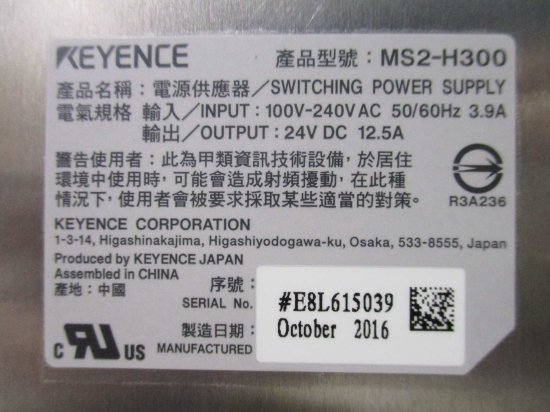 KEYENCE 產品型號：MS2-H300
產品名稱：電源供應器／SWITCHING POWER SUPPLY
電氣規格 輸入／INPUT : 100V-240V AC 50/60Hz 3.9A
輸出／OUTPUT : 24V DC 12.5A
警告使用者：此為甲類資訊技術設備，於居住
環境中使用時，可能會造成射頻擾動，在此種
情況下，使用者會被要求採取某些適當的對策。
R3A236
KEYENCE CORPORATION
1-3-14, Higashinakajima, Higashiyodogawa-ku, Osaka, 533-8555, Japan
Produced by KEYENCE JAPAN
Assembled in CHINA
產地：中國
序號：
SERIAL No.
#E8L615039
製造日期：
MANUFACTURED
October 2016
c RU US